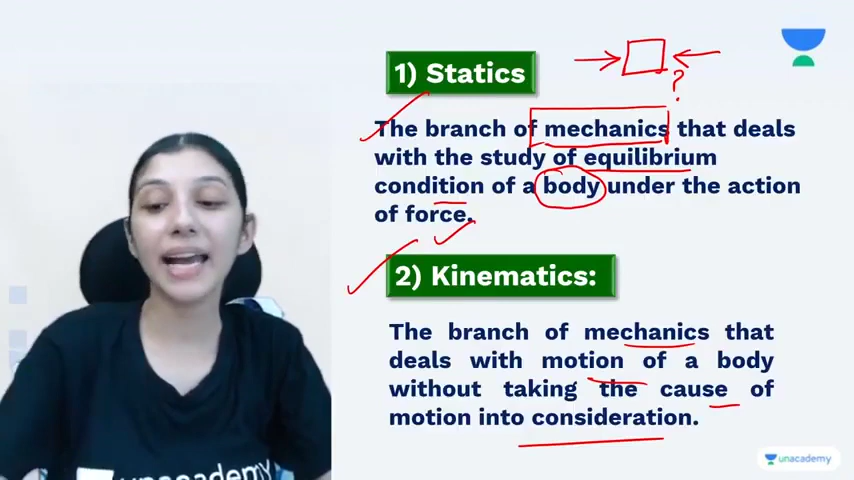 1) Statics
?
The branch of mechanics that deals
with the study of equilibrium
condition of a body under the action
of force.
2) Kinematics:
The branch of mechanics that
deals with motion of a body
without taking the cause of
motion into consideration.
unacademy
unacademy